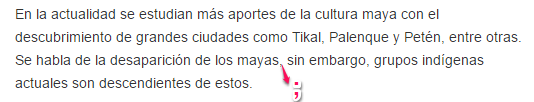 En la actualidad se estudian más aportes de la cultura maya con el
descubrimiento de grandes ciudades como Tikal, Palenque y Petén, entre otras.
Se habla de la desaparición de los mayas, sin embargo, grupos indígenas
actuales son descendientes de estos.
;